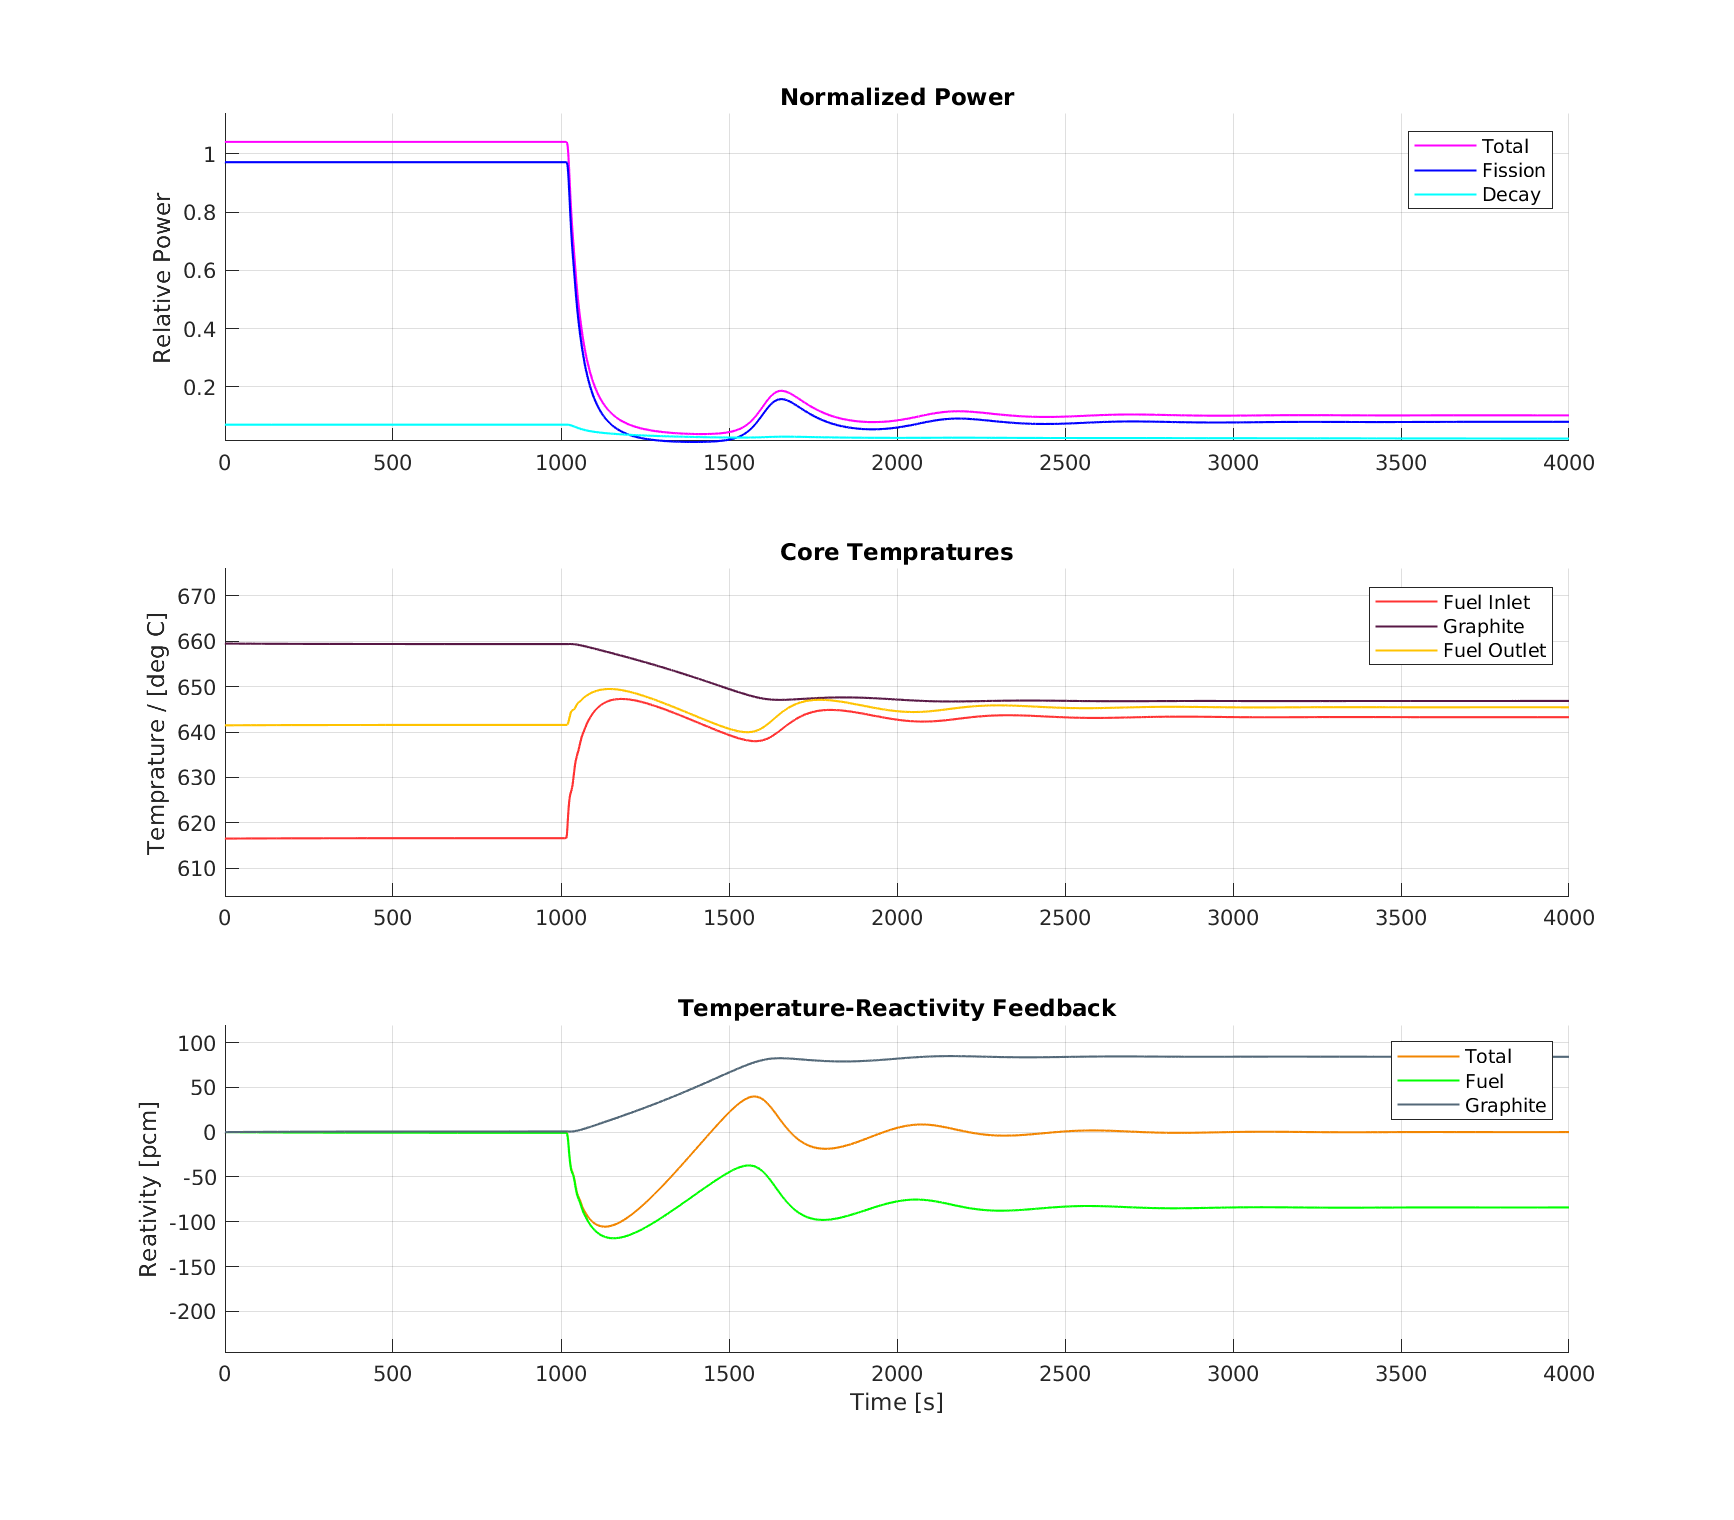 Normalized Power
Relative Power
1
0.8
0.6
0.4
0.2
Total
Fission
Decay
0 500 1000 1500 2000 2500 3000 3500 4000
Core Tempratures
Temprature / [deg C]
670
660
650
640
630
620
610
Fuel Inlet
Graphite
Fuel Outlet
0 500 1000 1500 2000 2500 3000 3500 4000
Temperature-Reactivity Feedback
Reativity [pcm]
100
50
0
-50
-100
-150
-200
Total
Fuel
Graphite
0 500 1000 1500 2000 2500 3000 3500 4000
Time [s]